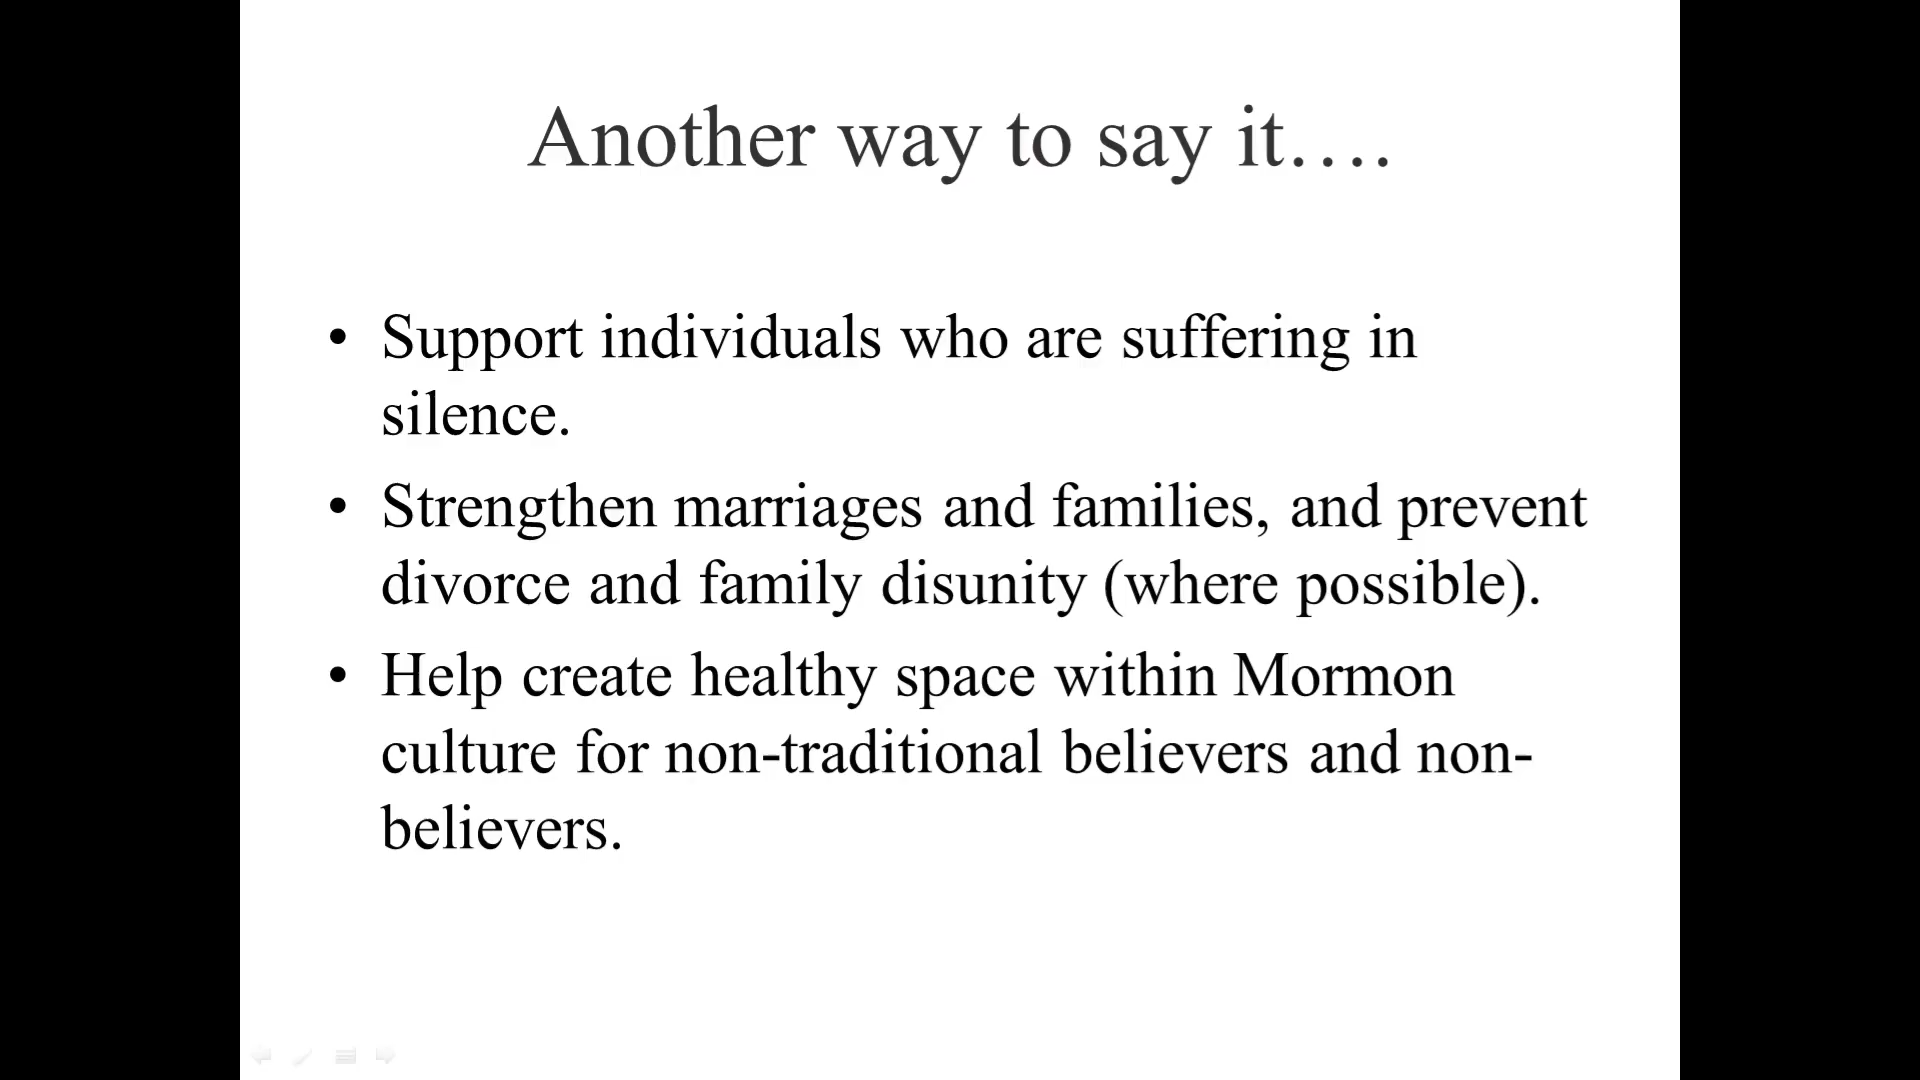 Another way to say it….
• Support individuals who are suffering in
silence.
• Strengthen marriages and families, and prevent
divorce and family disunity (where possible).
• Help create healthy space within Mormon
culture for non-traditional believers and non-
believers.